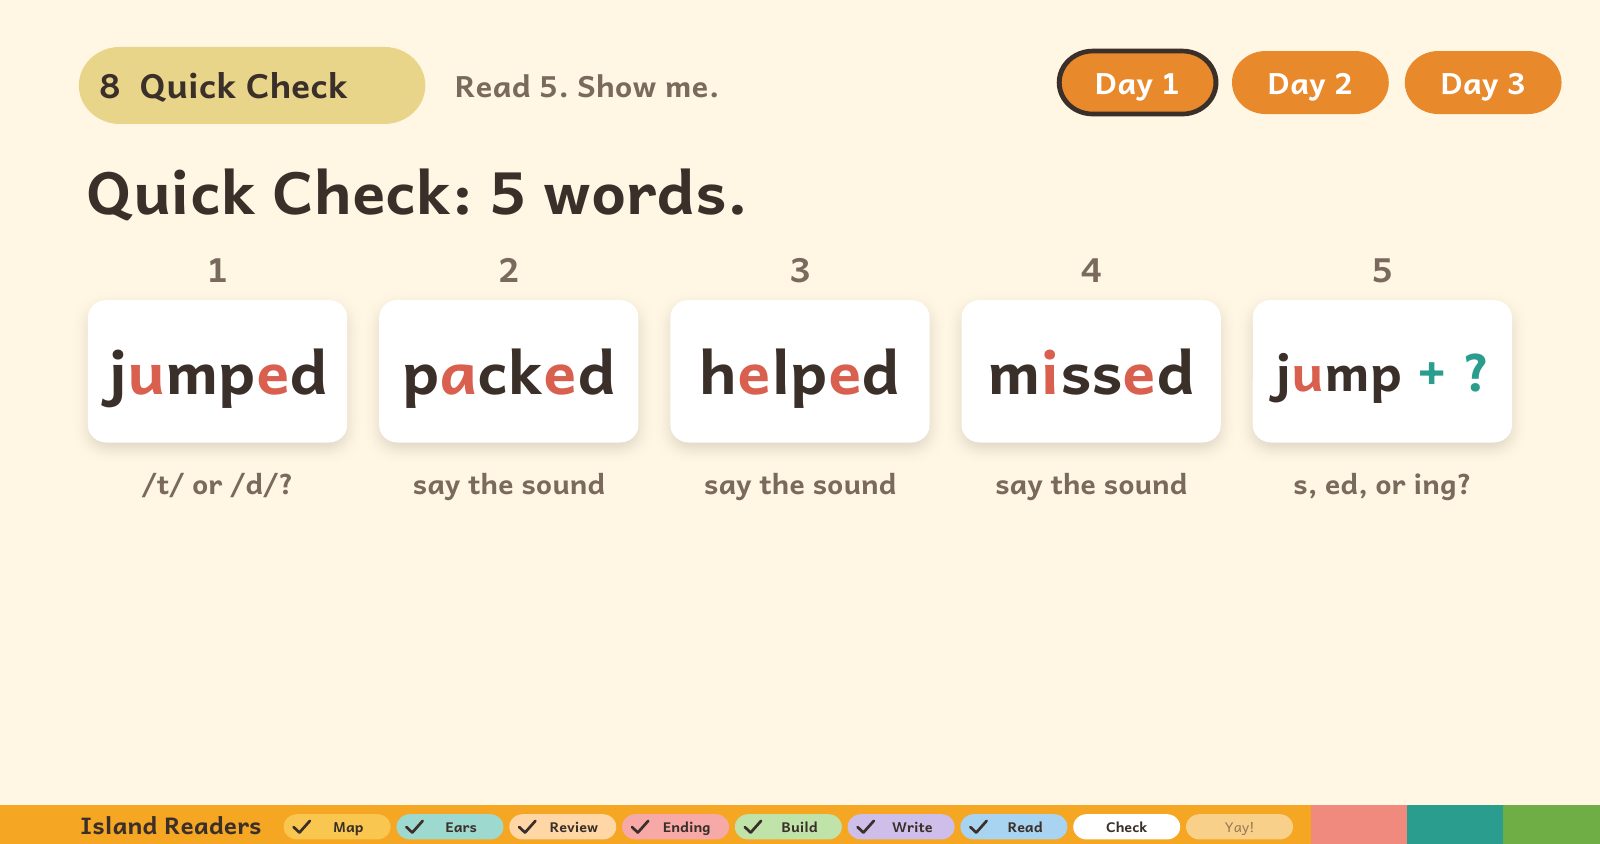 8 Quick Check
Read 5. Show me.
Day 1
Day 2
Day 3
Quick Check: 5 words.
1
2
3
4
5
jumped
packed
helped
missed
jump + ?
/t/ or /d/?
say the sound
say the sound
say the sound
s, ed, or ing?
Island Readers
Map
Ears
Review
Ending
Build
Write
Read
Check
Yay!